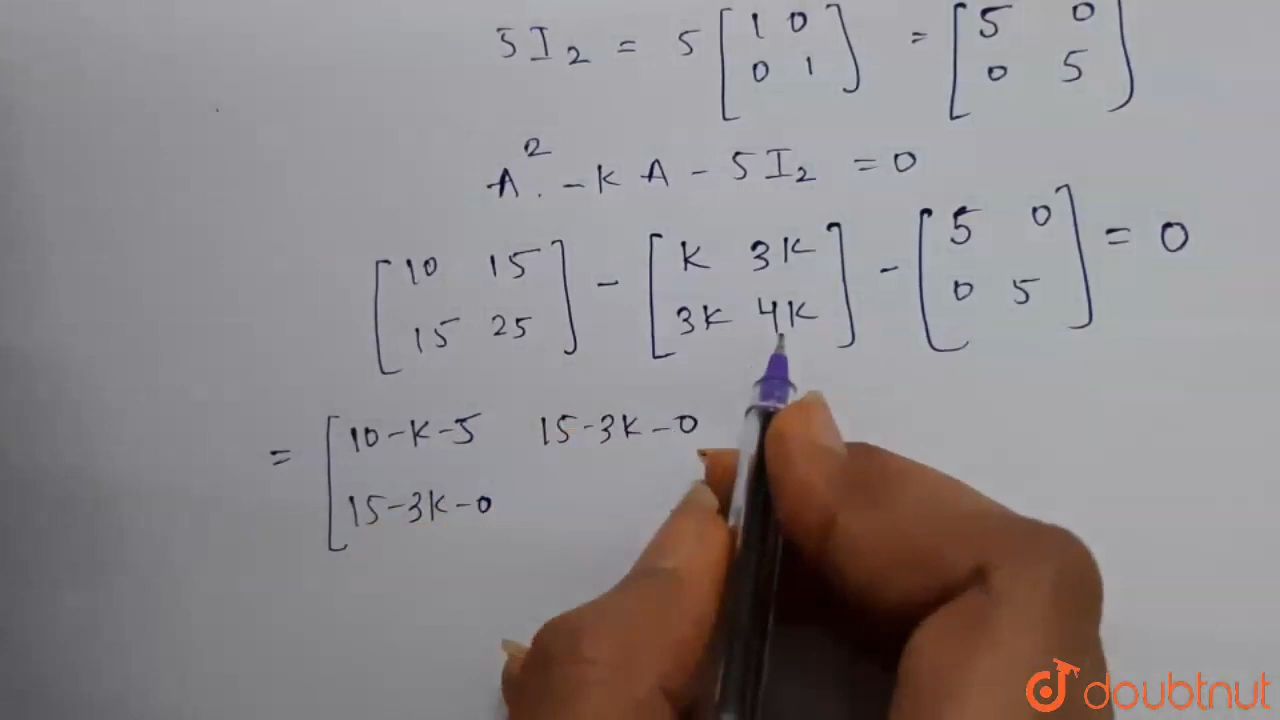 5I₂ = 5 [1 0; 0 1] = [5 0; 0 5]
A² - K A - 5I₂ = 0
[10 15; 15 25] - [K 3K; 3K 4K] - [5 0; 0 5] = 0
= [10-K-5 15-3K-0
15-3K-0
doubtnut